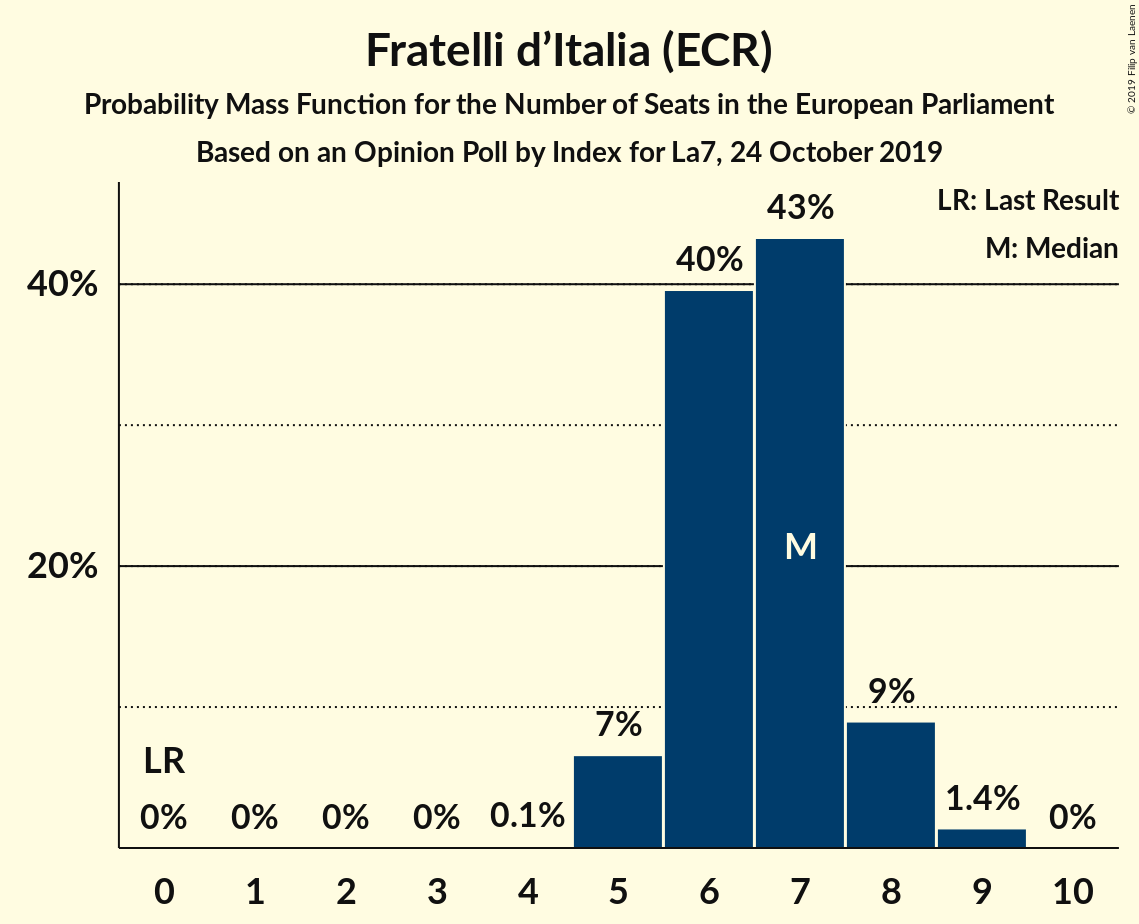 Fratelli d’Italia (ECR)
Probability Mass Function for the Number of Seats in the European Parliament
Based on an Opinion Poll by Index for La7, 24 October 2019
© 2019 Filip van Laenen
LR: Last Result
M: Median
40%
20%
LR
0%
0%
0%
0%
0.1%
7%
40%
43%
M
9%
1.4%
0%
0 1 2 3 4 5 6 7 8 9 10